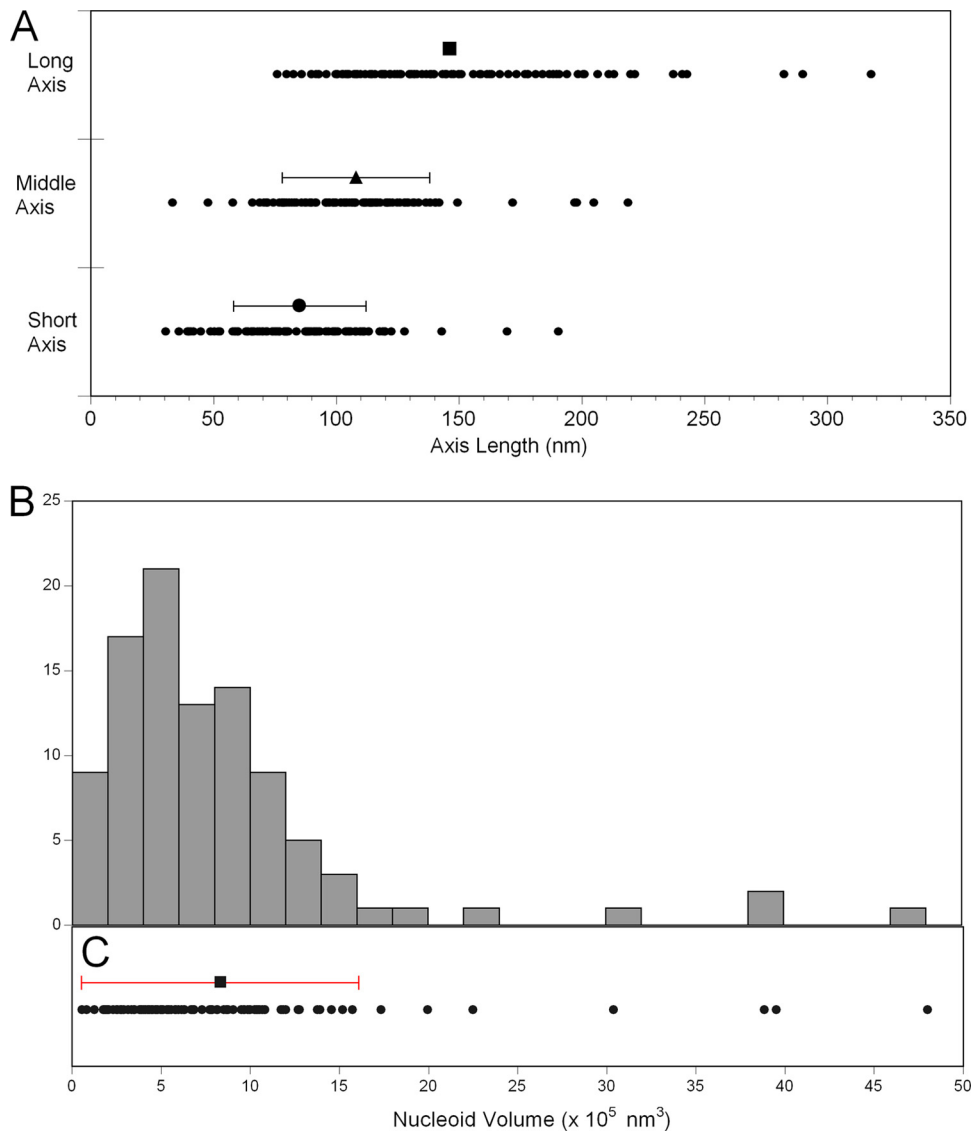 A
Long
Axis
Middle
Axis
Short
Axis
0 50 100 150 200 250 300 350
Axis Length (nm)
B
25
20
15
10
5
0
C
0 5 10 15 20 25 30 35 40 45 50
Nucleoid Volume (x 10⁵ nm³)